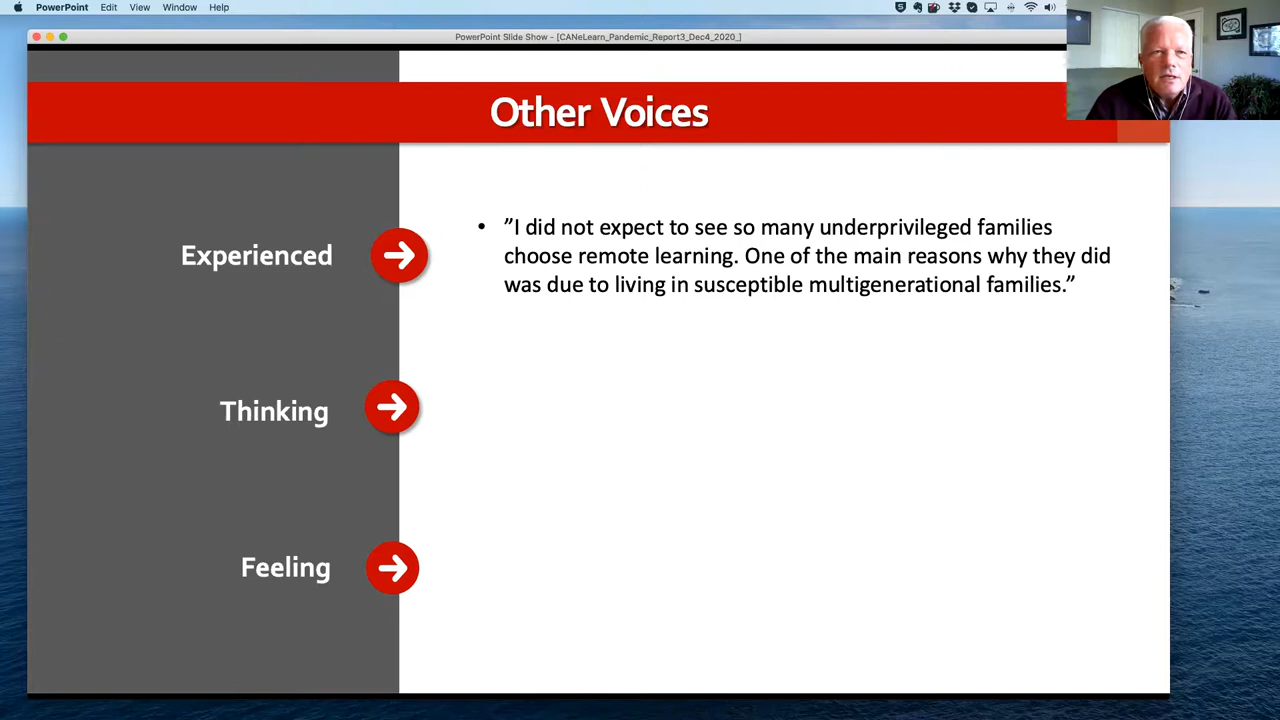 PowerPoint Edit View Window Help
PowerPoint Slide Show - [CANeLearn_Pandemic_Report3_Dec4_2020_]
Other Voices
Experienced
• ”I did not expect to see so many underprivileged families
choose remote learning. One of the main reasons why they did
was due to living in susceptible multigenerational families.”
Thinking
Feeling